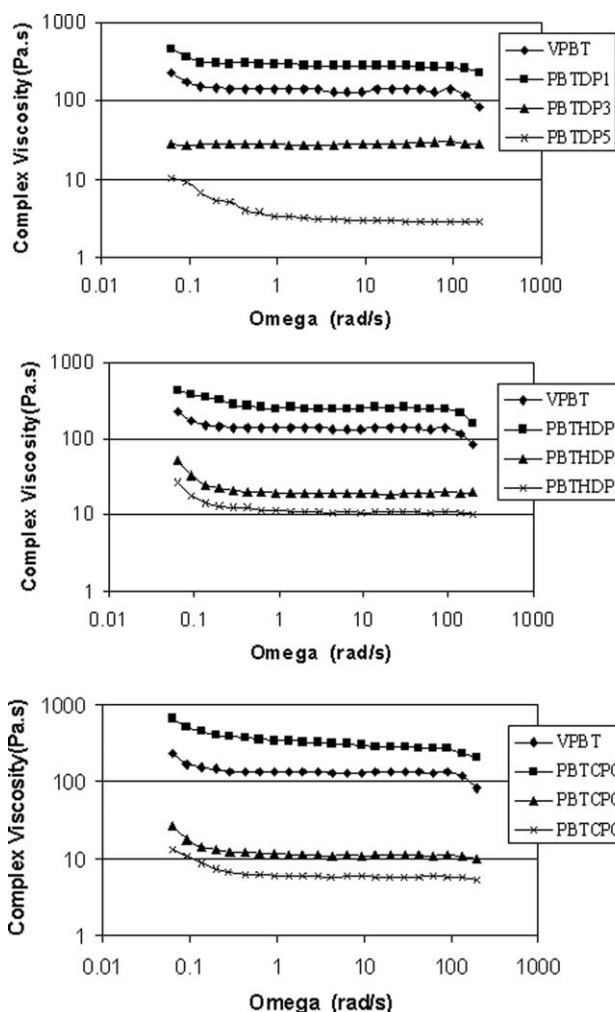 Complex Viscosity(Pa.s)
1000
100
10
1
0.01 0.1 1 10 100 1000
Omega (rad/s)
VPBT
PBTDP1
PBTDP3
PBTDP5
Complex Viscosity(Pa.s)
1000
100
10
1
0.01 0.1 1 10 100 1000
Omega (rad/s)
VPBT
PBTHDP
PBTHDP
PBTHDP
Complex Viscosity(Pa.s)
1000
100
10
1
0.01 0.1 1 10 100 1000
Omega (rad/s)
VPBT